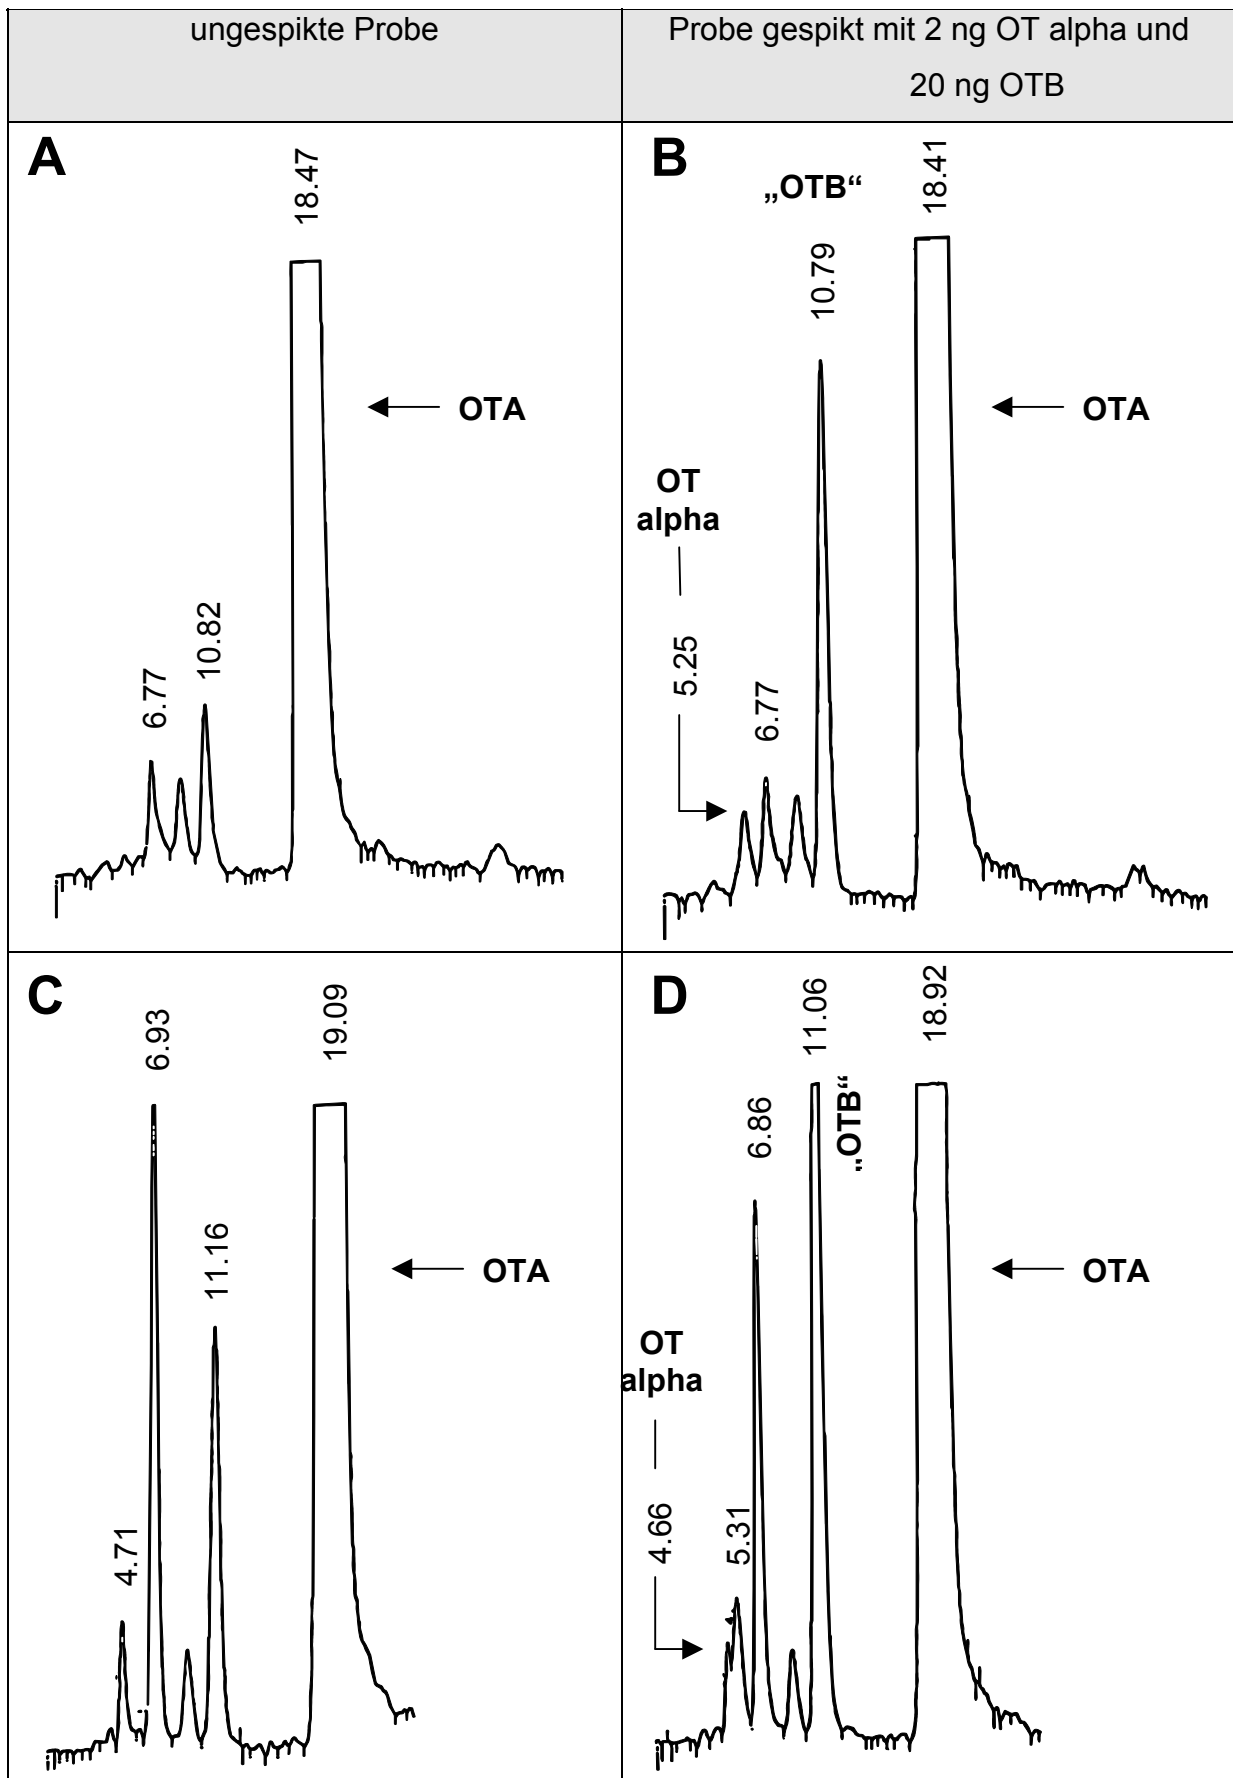 ungespikte Probe
Probe gespikt mit 2 ng OT alpha und
20 ng OTB
A
18.47
OTA
10.82
6.77
B
„OTB“
18.41
10.79
OTA
OT
alpha
5.25
6.77
C
6.93
19.09
11.16
OTA
4.71
D
11.06
18.92
6.86
„OTB“
OTA
OT
alpha
4.66
5.31